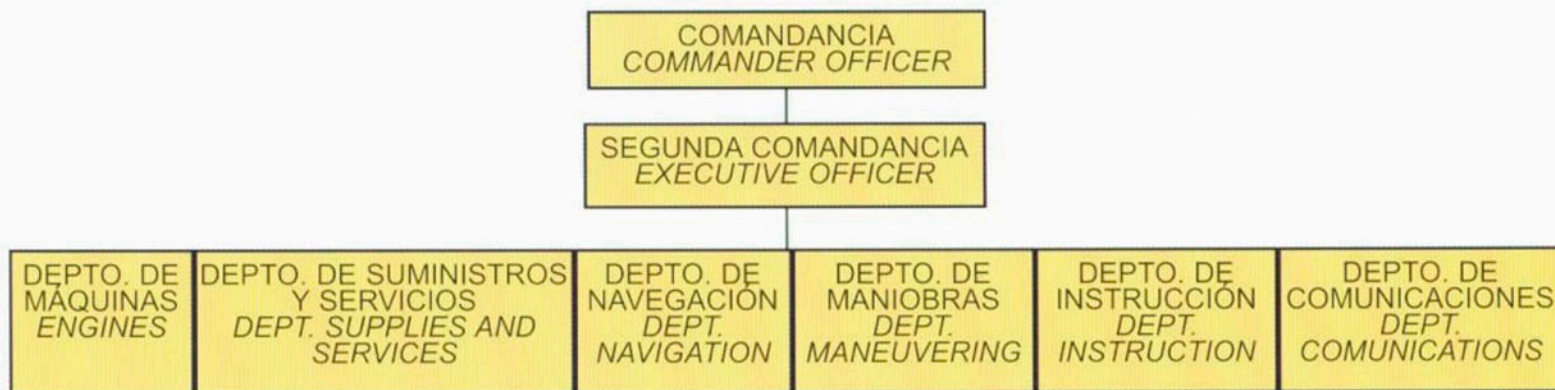 COMANDANCIA
COMMANDER OFFICER
SEGUNDA COMANDANCIA
EXECUTIVE OFFICER
DEPTO. DE
MÁQUINAS
ENGINES
DEPTO. DE SUMINISTROS
Y SERVICIOS
DEPT. SUPPLIES AND
SERVICES
DEPTO. DE
NAVEGACIÓN
DEPT.
NAVIGATION
DEPTO. DE
MANIOBRAS
DEPT.
MANEUVERING
DEPTO. DE
INSTRUCCIÓN
DEPT.
INSTRUCTION
DEPTO. DE
COMUNICACIONES
DEPT.
COMUNICATIONS